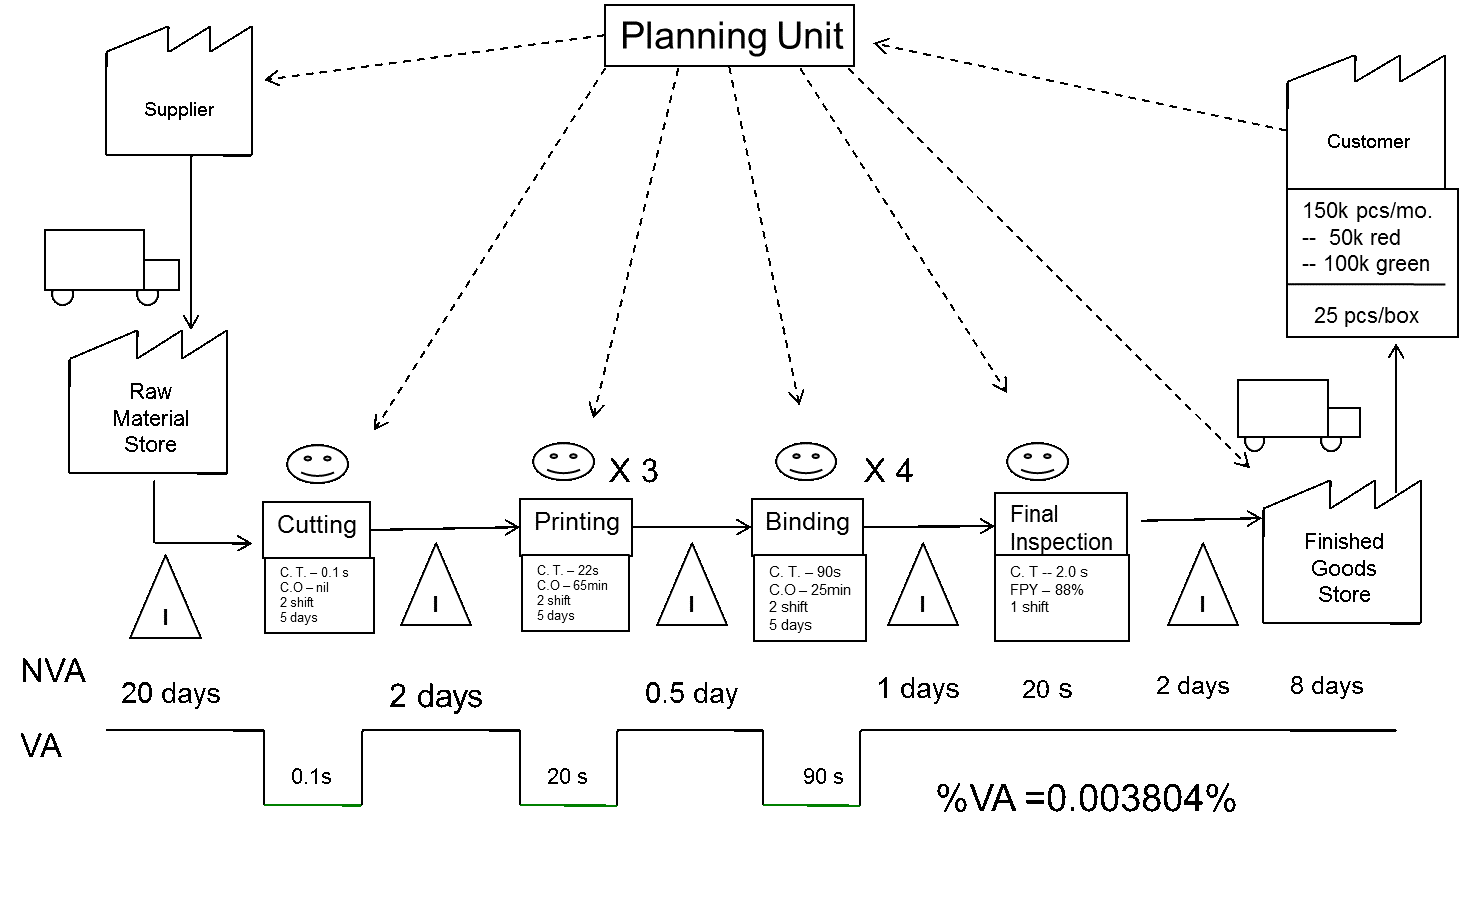 Planning Unit
Supplier
Customer
150k pcs/mo.
-- 50k red
-- 100k green
25 pcs/box
Raw
Material
Store
X 3
X 4
Cutting
C. T. – 0.1 s
C.O – nil
2 shift
5 days
Printing
C. T. – 22s
C.O – 65min
2 shift
5 days
Binding
C. T. – 90s
C.O – 25min
2 shift
5 days
Final
Inspection
C. T -- 2.0 s
FPY – 88%
1 shift
Finished
Goods
Store
I
I
I
I
I
NVA
20 days
2 days
0.5 day
1 days
20 s
2 days
8 days
VA
0.1s
20 s
90 s
%VA =0.003804%